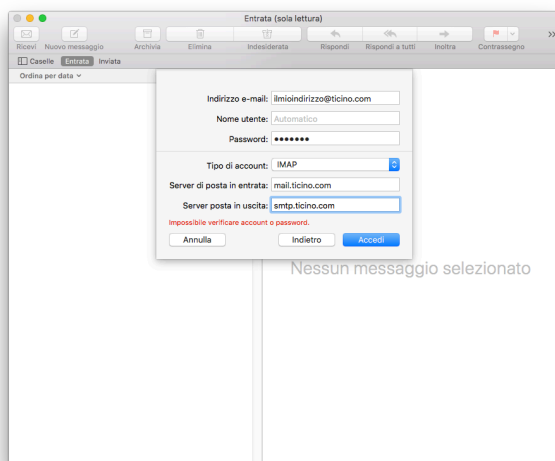 Entrata (sola lettura)
Ricevi Nuovo messaggio Archivia Elimina Indesiderata Rispondi Rispondi a tutti Inoltra Contrassegno
Caselle Entrata Inviata
Ordina per data
Indirizzo e-mail: ilmioindirizzo@ticino.com
Nome utente: Automatico
Password: •••••••
Tipo di account: IMAP
Server di posta in entrata: mail.ticino.com
Server posta in uscita: smtp.ticino.com
Impossibile verificare account o password.
Annulla Indietro Accedi
Nessun messaggio selezionato